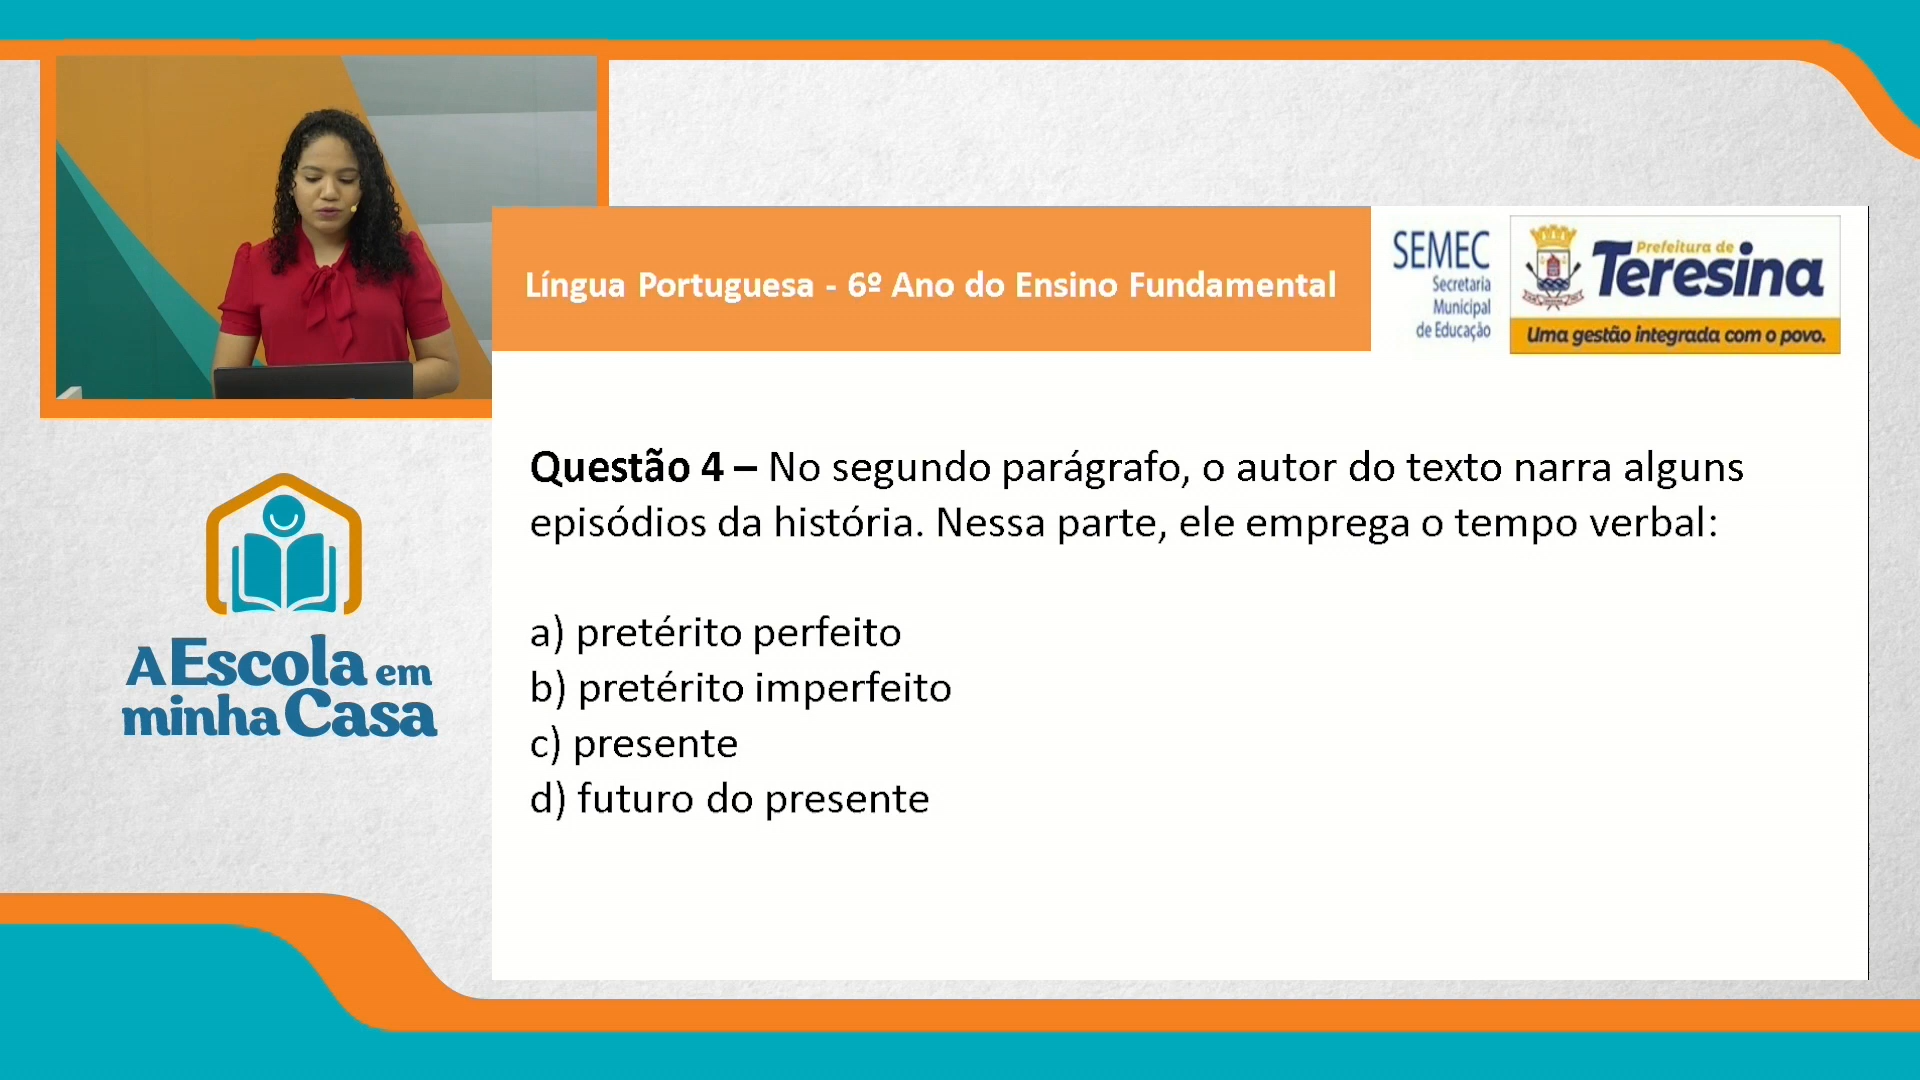 Língua Portuguesa - 6º Ano do Ensino Fundamental
SEMEC
Secretaria
Municipal
de Educação
Prefeitura de
Teresina
Uma gestão integrada com o povo.
Questão 4 – No segundo parágrafo, o autor do texto narra alguns
episódios da história. Nessa parte, ele emprega o tempo verbal:
a) pretérito perfeito
b) pretérito imperfeito
c) presente
d) futuro do presente
A Escola em
minha Casa